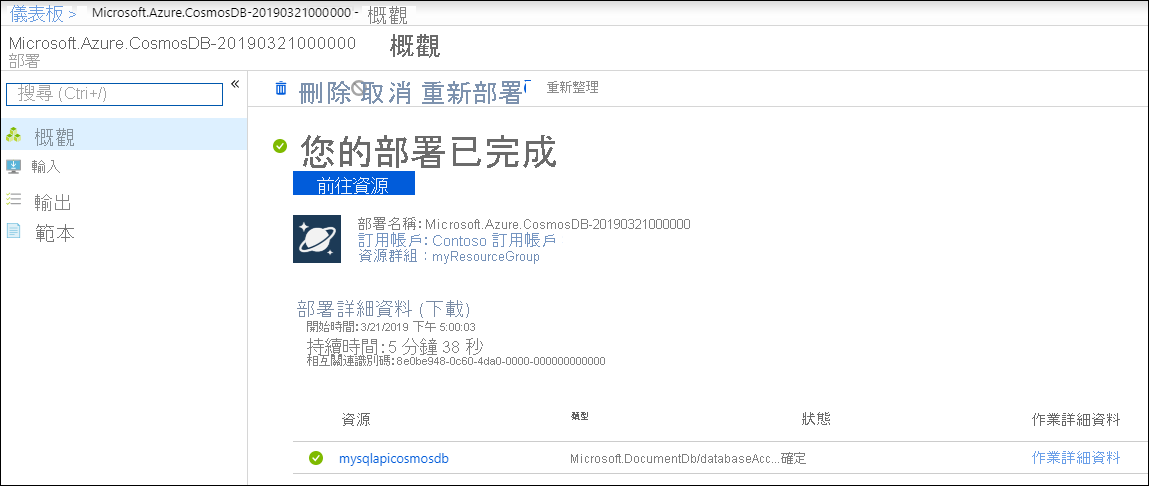 儀表板 > Microsoft.Azure.CosmosDB-20190321000000 - 概觀
Microsoft.Azure.CosmosDB-20190321000000 概觀
部署
搜尋 (Ctri+/) «
刪除 取消 重新部署 重新整理
概觀
輸入
輸出
範本
您的部署已完成
前往資源
部署名稱: Microsoft.Azure.CosmosDB-20190321000000
訂用帳戶: Contoso 訂用帳戶
資源群組：myResourceGroup
部署詳細資料 (下載)
開始時間: 3/21/2019 下午 5:00:03
持續時間: 5 分鐘 38 秒
相互關連識別碼: 8e0be948-0c60-4da0-0000-000000000000
資源 類型 狀態 作業詳細資料
mysqlapicosmosdb Microsoft.DocumentDb/databaseAcc... 確定 作業詳細資料